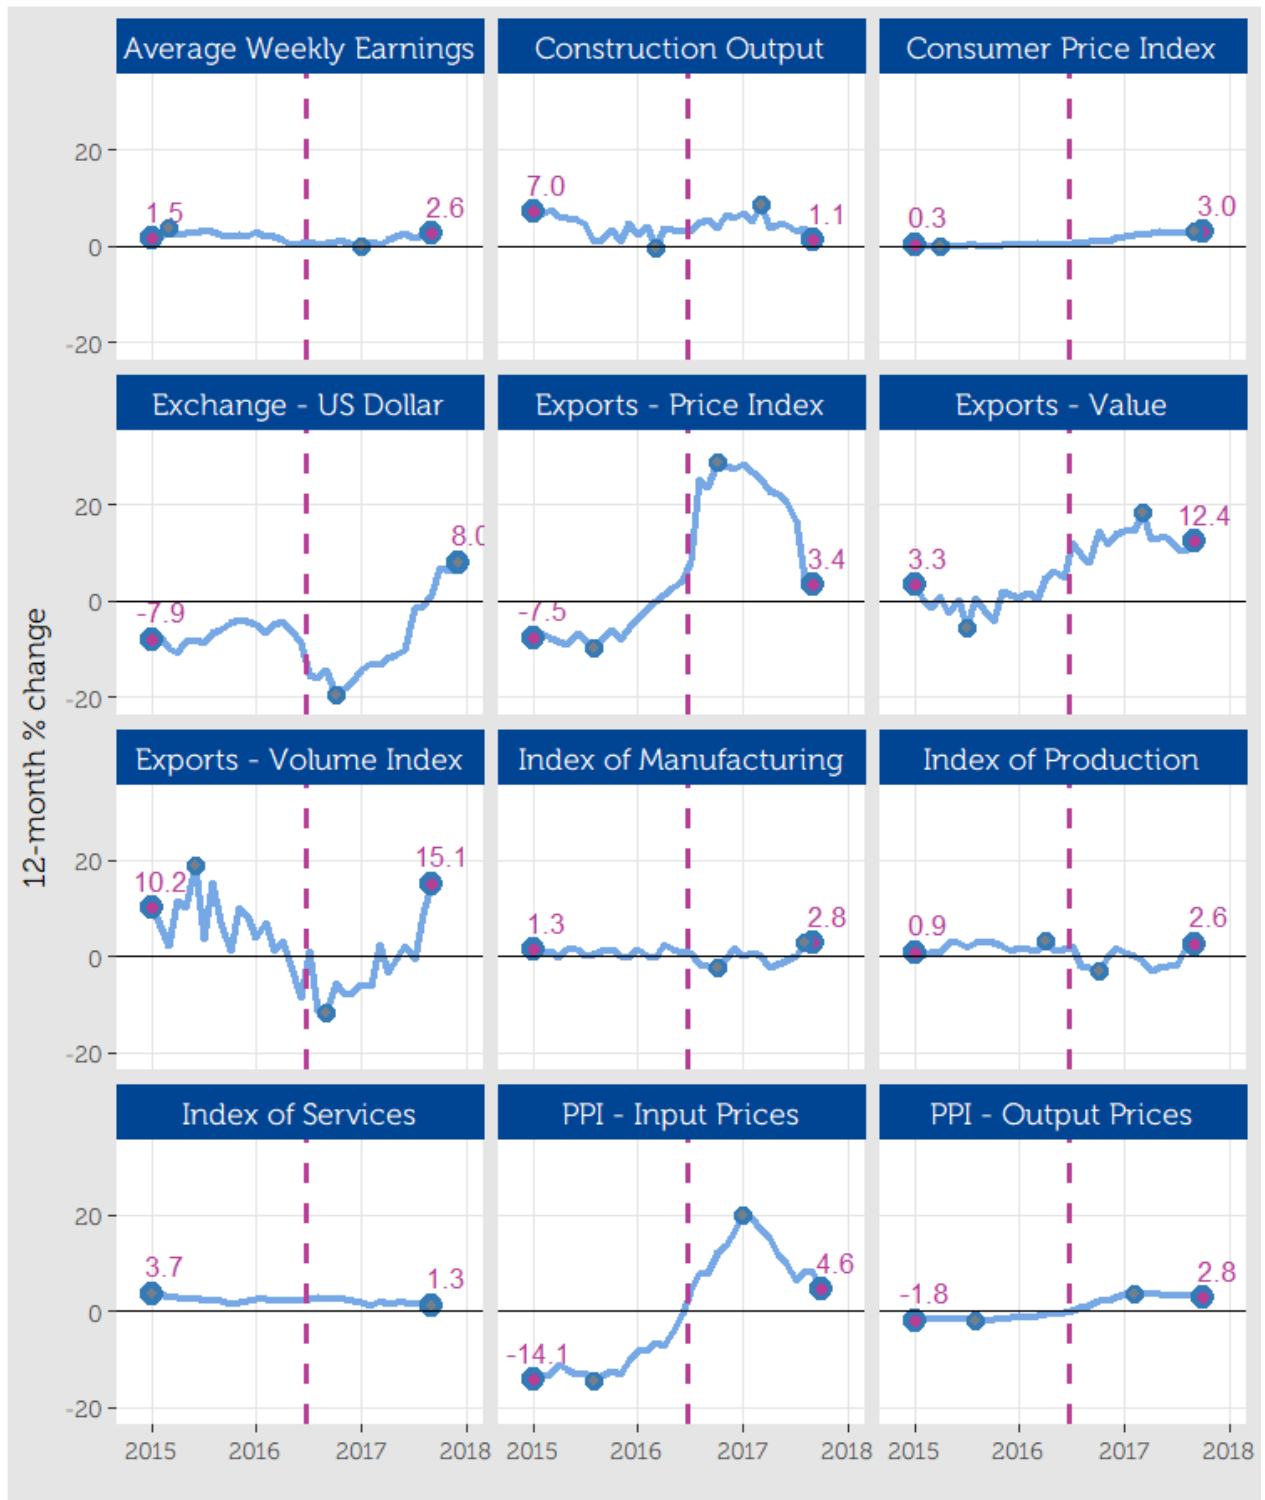 Average Weekly Earnings
Construction Output
Consumer Price Index
20
0
-20
1.5
2.6
7.0
1.1
0.3
3.0
Exchange - US Dollar
Exports - Price Index
Exports - Value
20
0
-20
-7.9
8.0
-7.5
3.4
3.3
12.4
12-month % change
Exports - Volume Index
Index of Manufacturing
Index of Production
20
0
-20
10.2
15.1
1.3
2.8
0.9
2.6
Index of Services
PPI - Input Prices
PPI - Output Prices
20
0
-20
3.7
1.3
-14.1
4.6
-1.8
2.8
2015 2016 2017 2018
2015 2016 2017 2018
2015 2016 2017 2018